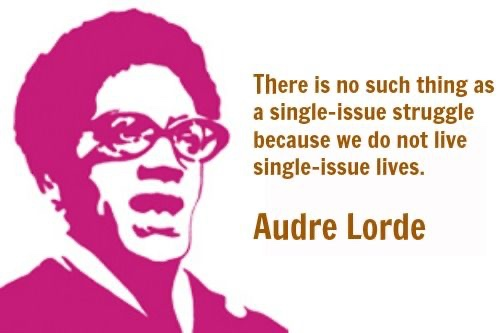 There is no such thing as
a single-issue struggle
because we do not live
single-issue lives.
Audre Lorde